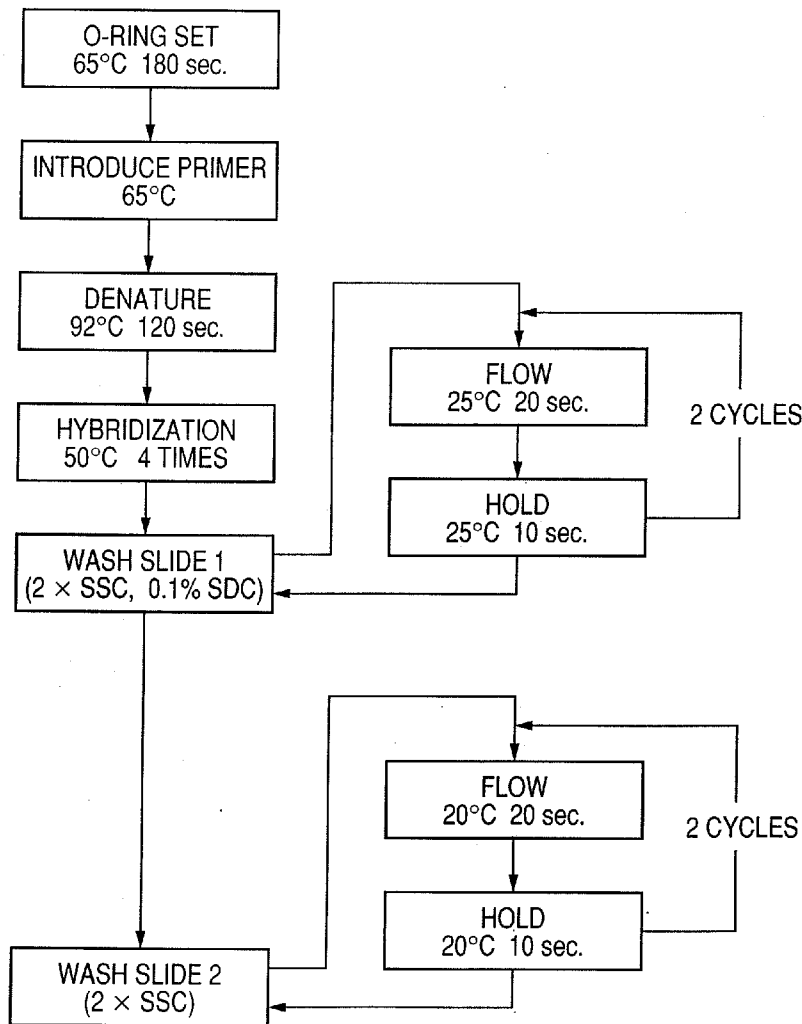 O-RING SET
65°C 180 sec.
INTRODUCE PRIMER
65°C
DENATURE
92°C 120 sec.
HYBRIDIZATION
50°C 4 TIMES
WASH SLIDE 1
(2 × SSC, 0.1% SDC)
FLOW
25°C 20 sec.
HOLD
25°C 10 sec.
2 CYCLES
WASH SLIDE 2
(2 × SSC)
FLOW
20°C 20 sec.
HOLD
20°C 10 sec.
2 CYCLES